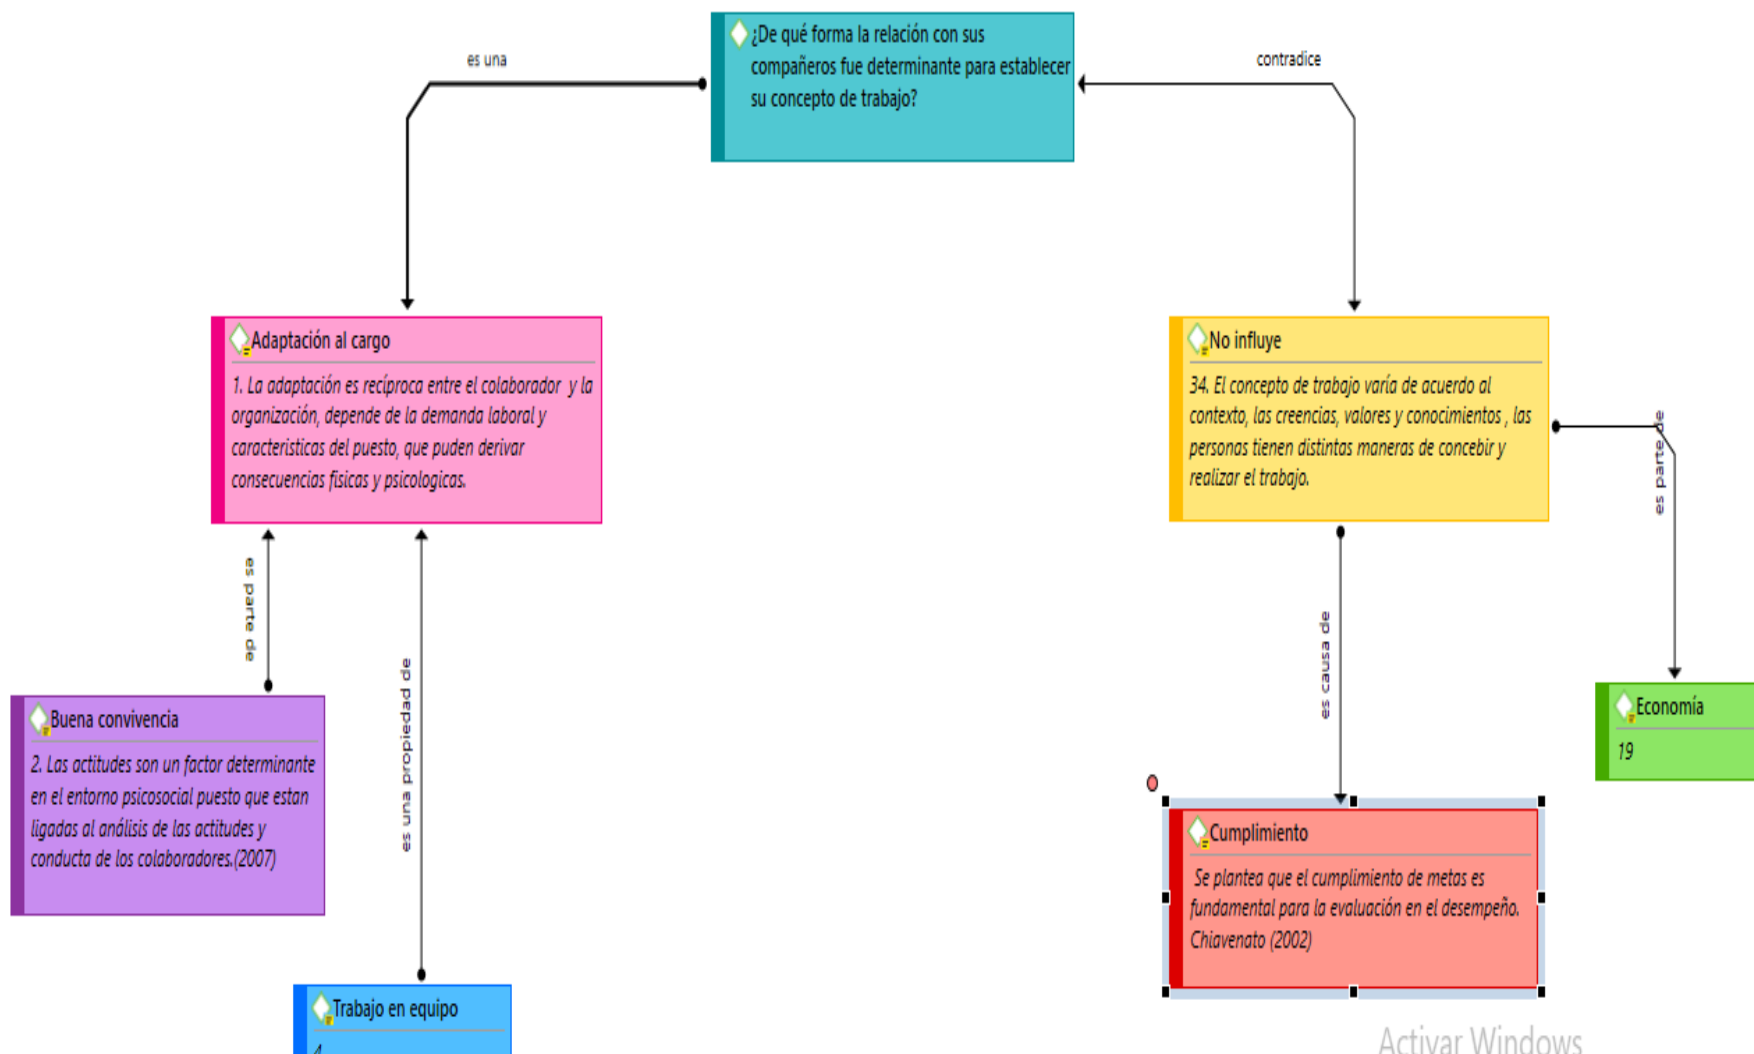 ¿De qué forma la relación con sus
compañeros fue determinante para establecer
su concepto de trabajo?
es una
contradice
Adaptación al cargo
1. La adaptación es recíproca entre el colaborador y la
organización, depende de la demanda laboral y
caracteristicas del puesto, que puden derivar
consecuencias fisicas y psicologicas.
No influye
34. El concepto de trabajo varía de acuerdo al
contexto, las creencias, valores y conocimientos , las
personas tienen distintas maneras de concebir y
realizar el trabajo.
es parte de
es parte de
es una propiedad de
es causa de
Buena convivencia
2. Las actitudes son un factor determinante
en el entorno psicosocial puesto que estan
ligadas al análisis de las actitudes y
conducta de los colaboradores.(2007)
Economía
19
Cumplimiento
Se plantea que el cumplimiento de metas es
fundamental para la evaluación en el desempeño.
Chiavenato (2002)
Trabajo en equipo
4
Activar Windows